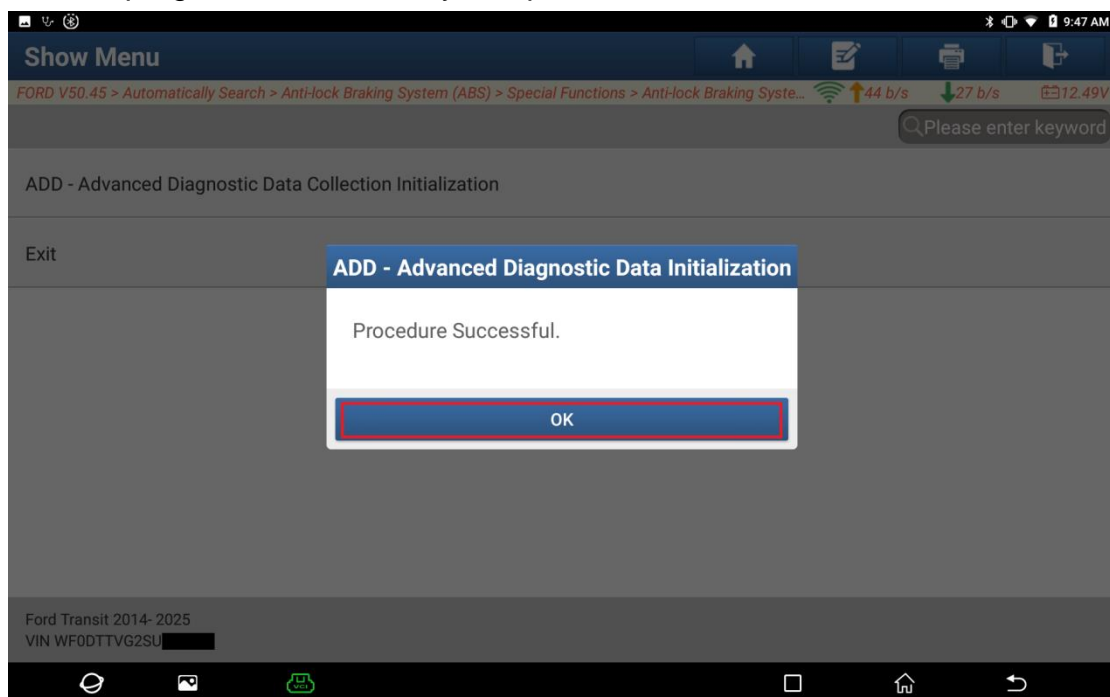 9:47 AM
Show Menu
FORD V50.45 > Automatically Search > Anti-lock Braking System (ABS) > Special Functions > Anti-lock Braking Syste... 44 b/s 27 b/s 12.49V
Please enter keyword
ADD - Advanced Diagnostic Data Collection Initialization
Exit
ADD - Advanced Diagnostic Data Initialization
Procedure Successful.
OK
Ford Transit 2014- 2025
VIN WF0DTTVG2SU
VCI